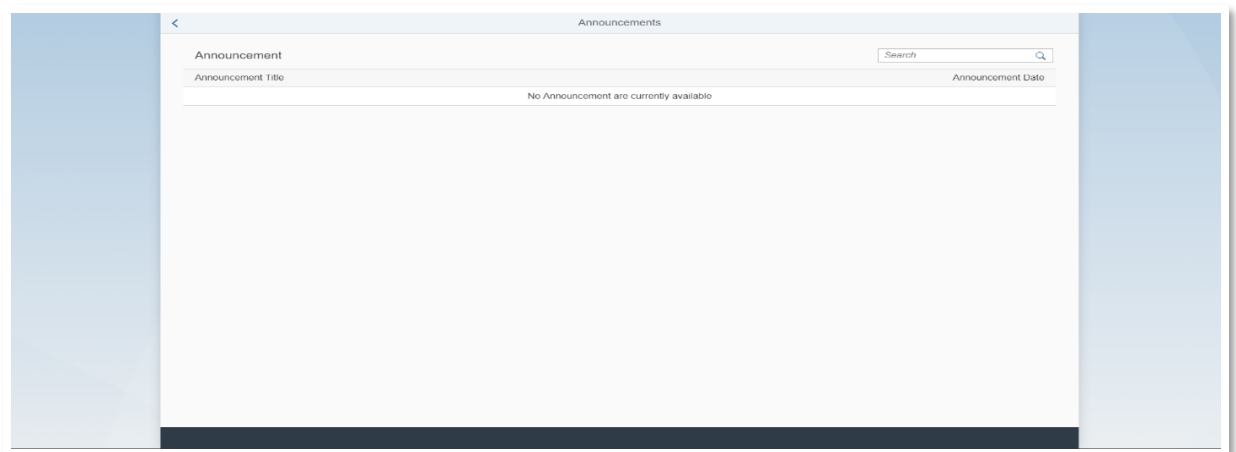 Announcements
Announcement
Search
Announcement Title
Announcement Date
No Announcement are currently available